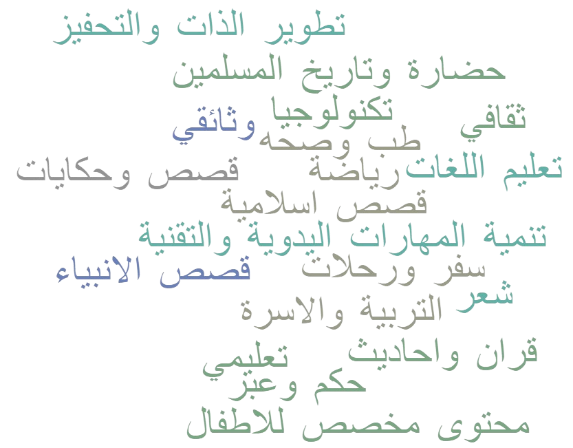 تطوير الذات والتحفيز
حضارة وتاريخ المسلمين
ثقافي
تكنولوجيا
وثائقي
طب وصحه
تعليم اللغات
رياضة
قصص وحكايات
قصص اسلامية
تنمية المهارات اليدوية والتقنية
سفر ورحلات
قصص الانبياء
شعر
التربية والاسرة
قران واحاديث
تعليمي
حكم وعبر
محتوى مخصص للاطفال